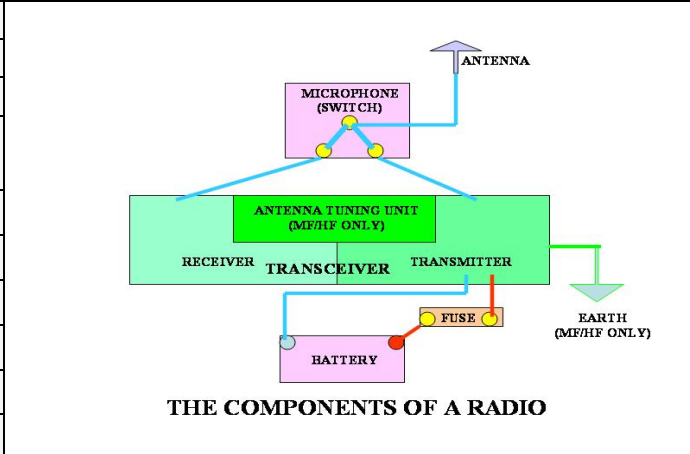 ANTENNA
MICROPHONE
(SWITCH)
ANTENNA TUNING UNIT
(MF/HF ONLY)
RECEIVER
TRANSCEIVER
TRANSMITTER
FUSE
EARTH
(MF/HF ONLY)
BATTERY
THE COMPONENTS OF A RADIO